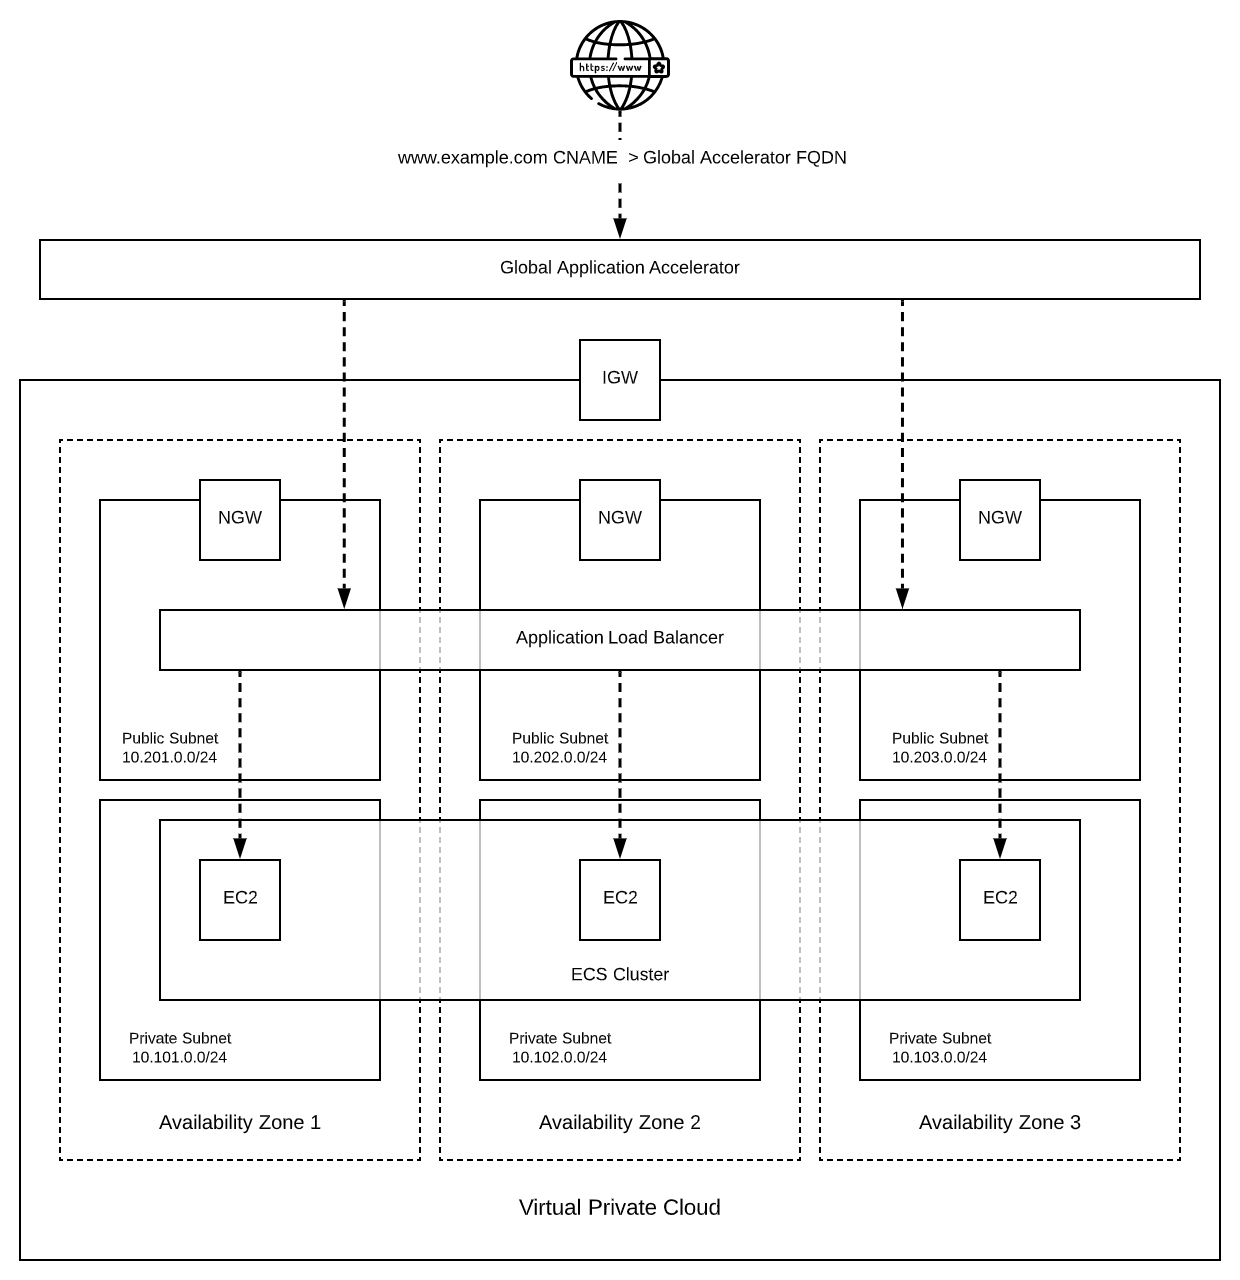 https://www
www.example.com CNAME > Global Accelerator FQDN
Global Application Accelerator
IGW
NGW
NGW
NGW
Application Load Balancer
Public Subnet
10.201.0.0/24
Public Subnet
10.202.0.0/24
Public Subnet
10.203.0.0/24
EC2
EC2
EC2
ECS Cluster
Private Subnet
10.101.0.0/24
Private Subnet
10.102.0.0/24
Private Subnet
10.103.0.0/24
Availability Zone 1
Availability Zone 2
Availability Zone 3
Virtual Private Cloud